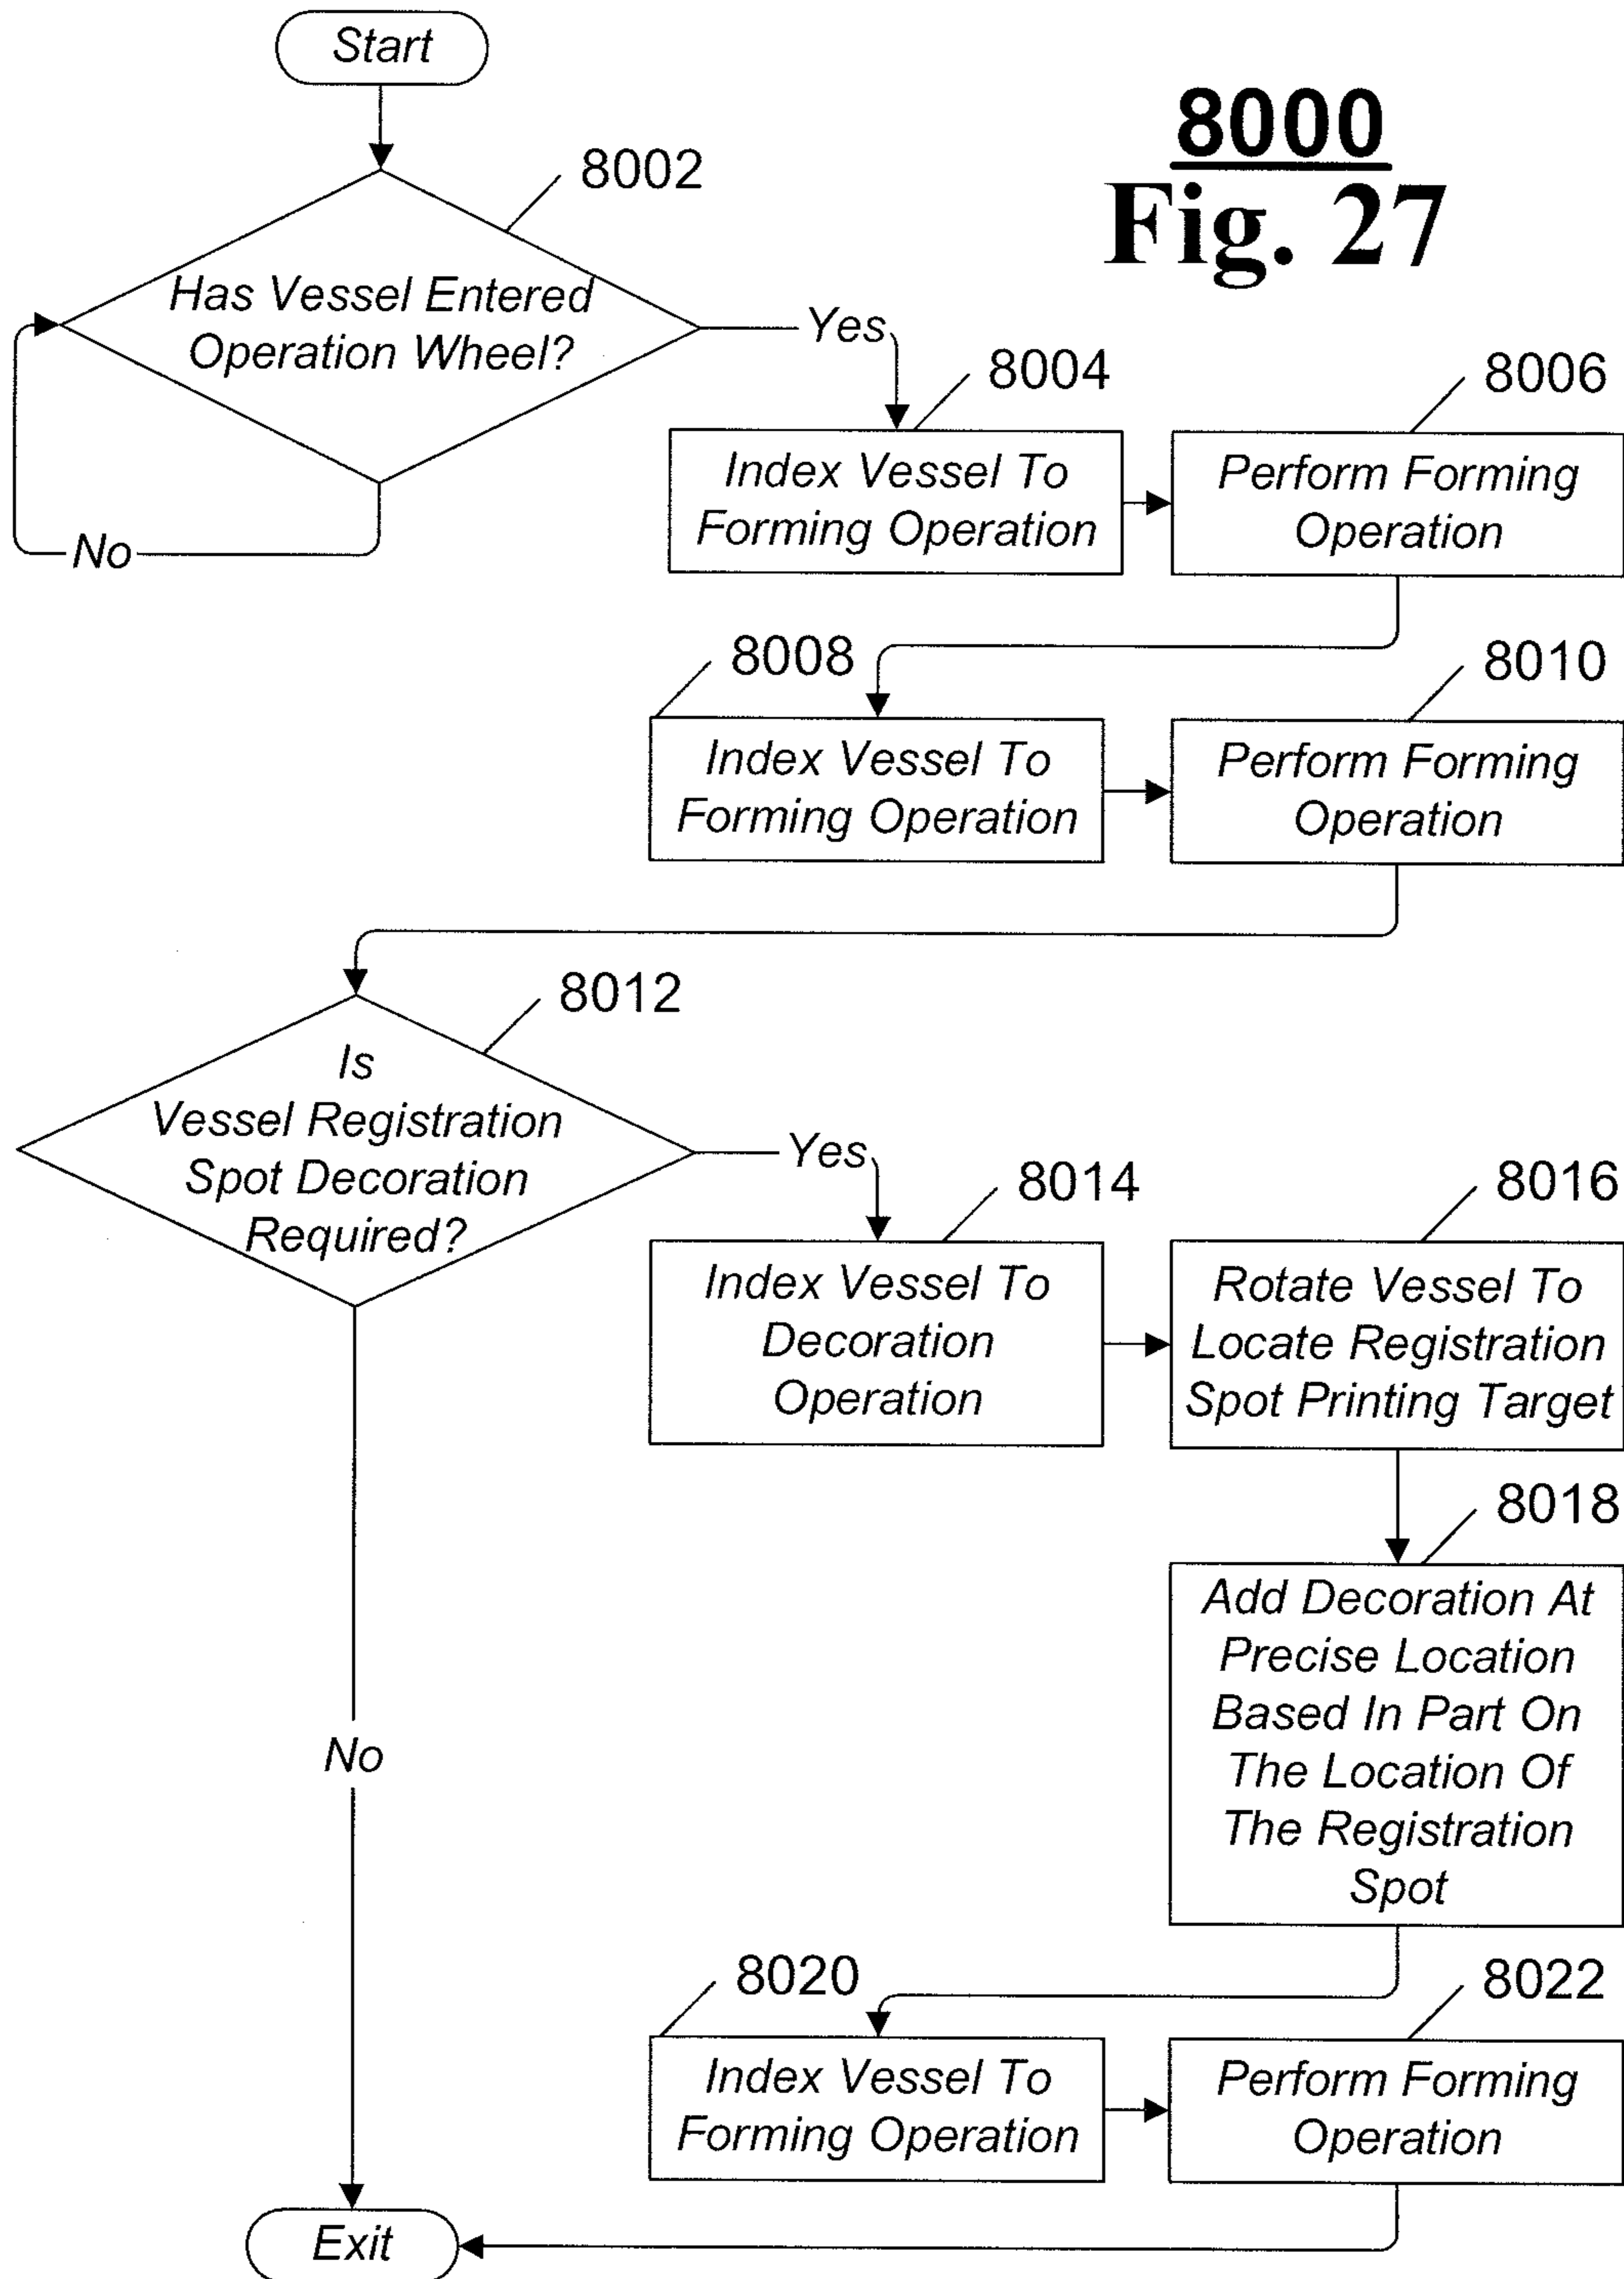 Start
8000
Fig. 27
8002
Has Vessel Entered
Operation Wheel?
Yes
No
8004
Index Vessel To
Forming Operation
8006
Perform Forming
Operation
8008
Index Vessel To
Forming Operation
8010
Perform Forming
Operation
8012
Is
Vessel Registration
Spot Decoration
Required?
Yes
8014
Index Vessel To
Decoration
Operation
8016
Rotate Vessel To
Locate Registration
Spot Printing Target
8018
Add Decoration At
Precise Location
Based In Part On
The Location Of
The Registration
Spot
No
8020
Index Vessel To
Forming Operation
8022
Perform Forming
Operation
Exit